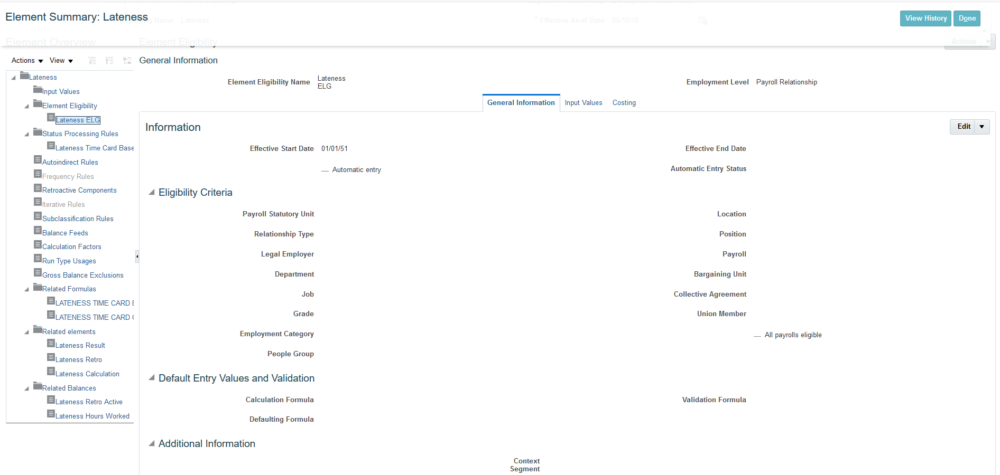 Element Summary: Lateness
View History
Done
Name Lateness
* Effective As-of Date 05/10/18
Element Overview
Element Eligibility
Actions
Actions
View
General Information
Lateness
Input Values
Element Eligibility
Lateness ELG
Status Processing Rules
Lateness Time Card Base
Autoindirect Rules
Frequency Rules
Retroactive Components
Iterative Rules
Subclassification Rules
Balance Feeds
Calculation Factors
Run Type Usages
Gross Balance Exclusions
Related Formulas
LATENESS TIME CARD
LATENESS TIME CARD
Related elements
Lateness Result
Lateness Retro
Lateness Calculation
Related Balances
Lateness Retro Active
Lateness Hours Worked
Element Eligibility Name Lateness
ELG
Employment Level Payroll Relationship
General Information Input Values Costing
Information
Edit
Effective Start Date 01/01/51
Effective End Date
Automatic entry
Automatic Entry Status
Eligibility Criteria
Payroll Statutory Unit
Location
Relationship Type
Position
Legal Employer
Payroll
Department
Bargaining Unit
Job
Collective Agreement
Grade
Union Member
Employment Category
All payrolls eligible
People Group
Default Entry Values and Validation
Calculation Formula
Validation Formula
Defaulting Formula
Additional Information
Context
Segment